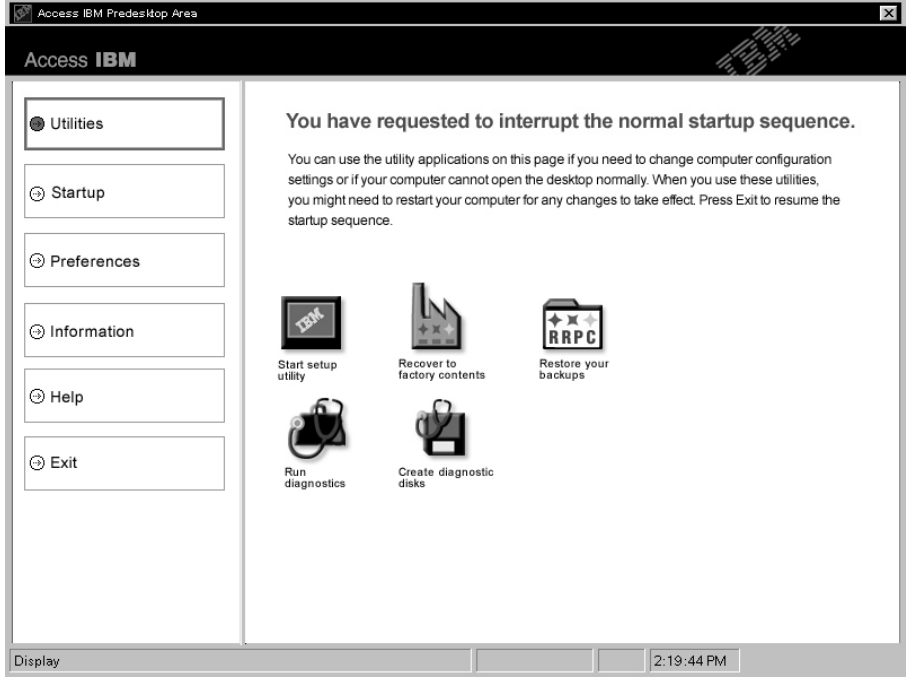 Access IBM Predesktop Area
Access IBM
IBM
Utilities
Startup
Preferences
Information
Help
Exit
You have requested to interrupt the normal startup sequence.
You can use the utility applications on this page if you need to change computer configuration
settings or if your computer cannot open the desktop normally. When you use these utilities,
you might need to restart your computer for any changes to take effect. Press Exit to resume the
startup sequence.
IBM
Start setup
utility
Recover to
factory contents
RRPC
Restore your
backups
Run
diagnostics
Create diagnostic
disks
Display
2:19:44 PM